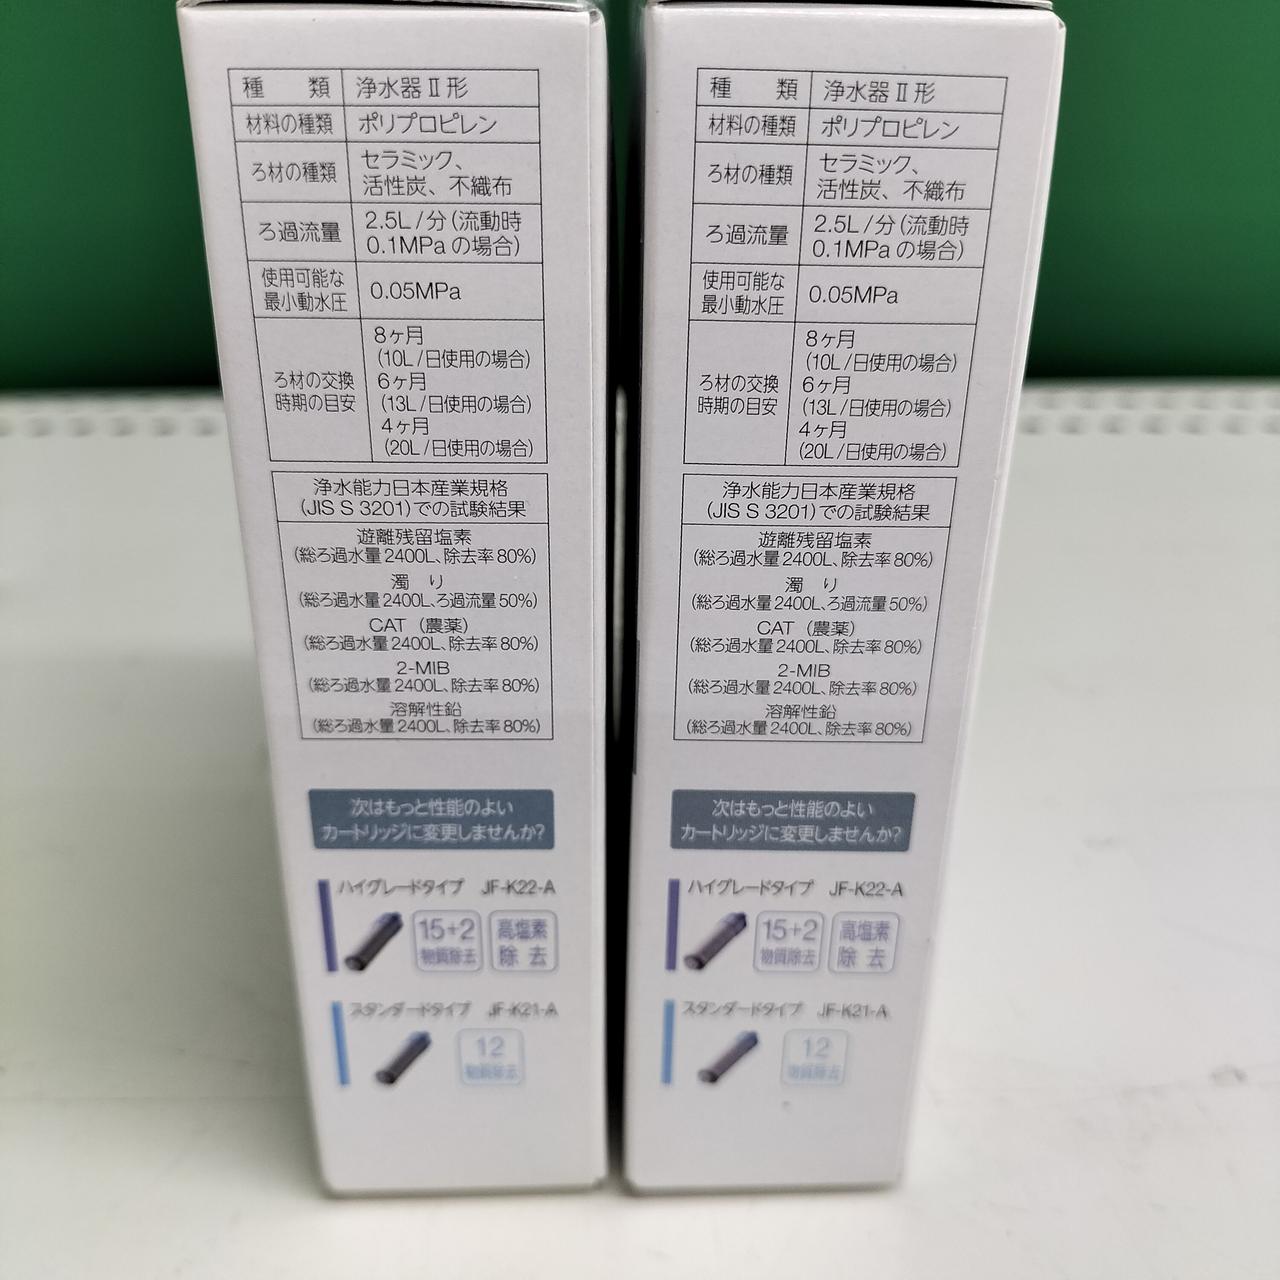 種 類 浄水器Ⅱ形
材料の種類 ポリプロピレン
ろ材の種類 セラミック、
活性炭、不織布
ろ過流量 2.5L/分(流動時
0.1MPaの場合)
使用可能な
最小動水圧 0.05MPa
ろ材の交換
時期の目安
8ヶ月
(10L/日使用の場合)
6ヶ月
(13L/日使用の場合)
4ヶ月
(20L/日使用の場合)
浄水能力日本産業規格
(JIS S 3201)での試験結果
遊離残留塩素
(総ろ過水量2400L、除去率80%)
濁 り
(総ろ過水量2400L、ろ過流量50%)
CAT (農薬)
(総ろ過水量2400L、除去率80%)
2-MIB
(総ろ過水量2400L、除去率80%)
溶解性鉛
(総ろ過水量2400L、除去率80%)
次はもっと性能のよい
カートリッジに変更しませんか?
ハイグレードタイプ JF-K22-A
15+2
物質除去
高塩素
除 去
スタンダードタイプ JF-K21-A
12
物質除去
種 類 浄水器Ⅱ形
材料の種類 ポリプロピレン
ろ材の種類 セラミック、
活性炭、不織布
ろ過流量 2.5L/分(流動時
0.1MPaの場合)
使用可能な
最小動水圧 0.05MPa
ろ材の交換
時期の目安
8ヶ月
(10L/日使用の場合)
6ヶ月
(13L/日使用の場合)
4ヶ月
(20L/日使用の場合)
浄水能力日本産業規格
(JIS S 3201)での試験結果
遊離残留塩素
(総ろ過水量2400L、除去率80%)
濁 り
(総ろ過水量2400L、ろ過流量50%)
CAT (農薬)
(総ろ過水量2400L、除去率80%)
2-MIB
(総ろ過水量2400L、除去率80%)
溶解性鉛
(総ろ過水量2400L、除去率80%)
次はもっと性能のよい
カートリッジに変更しませんか?
ハイグレードタイプ JF-K22-A
15+2
物質除去
高塩素
除 去
スタンダードタイプ JF-K21-A
12
物質除去